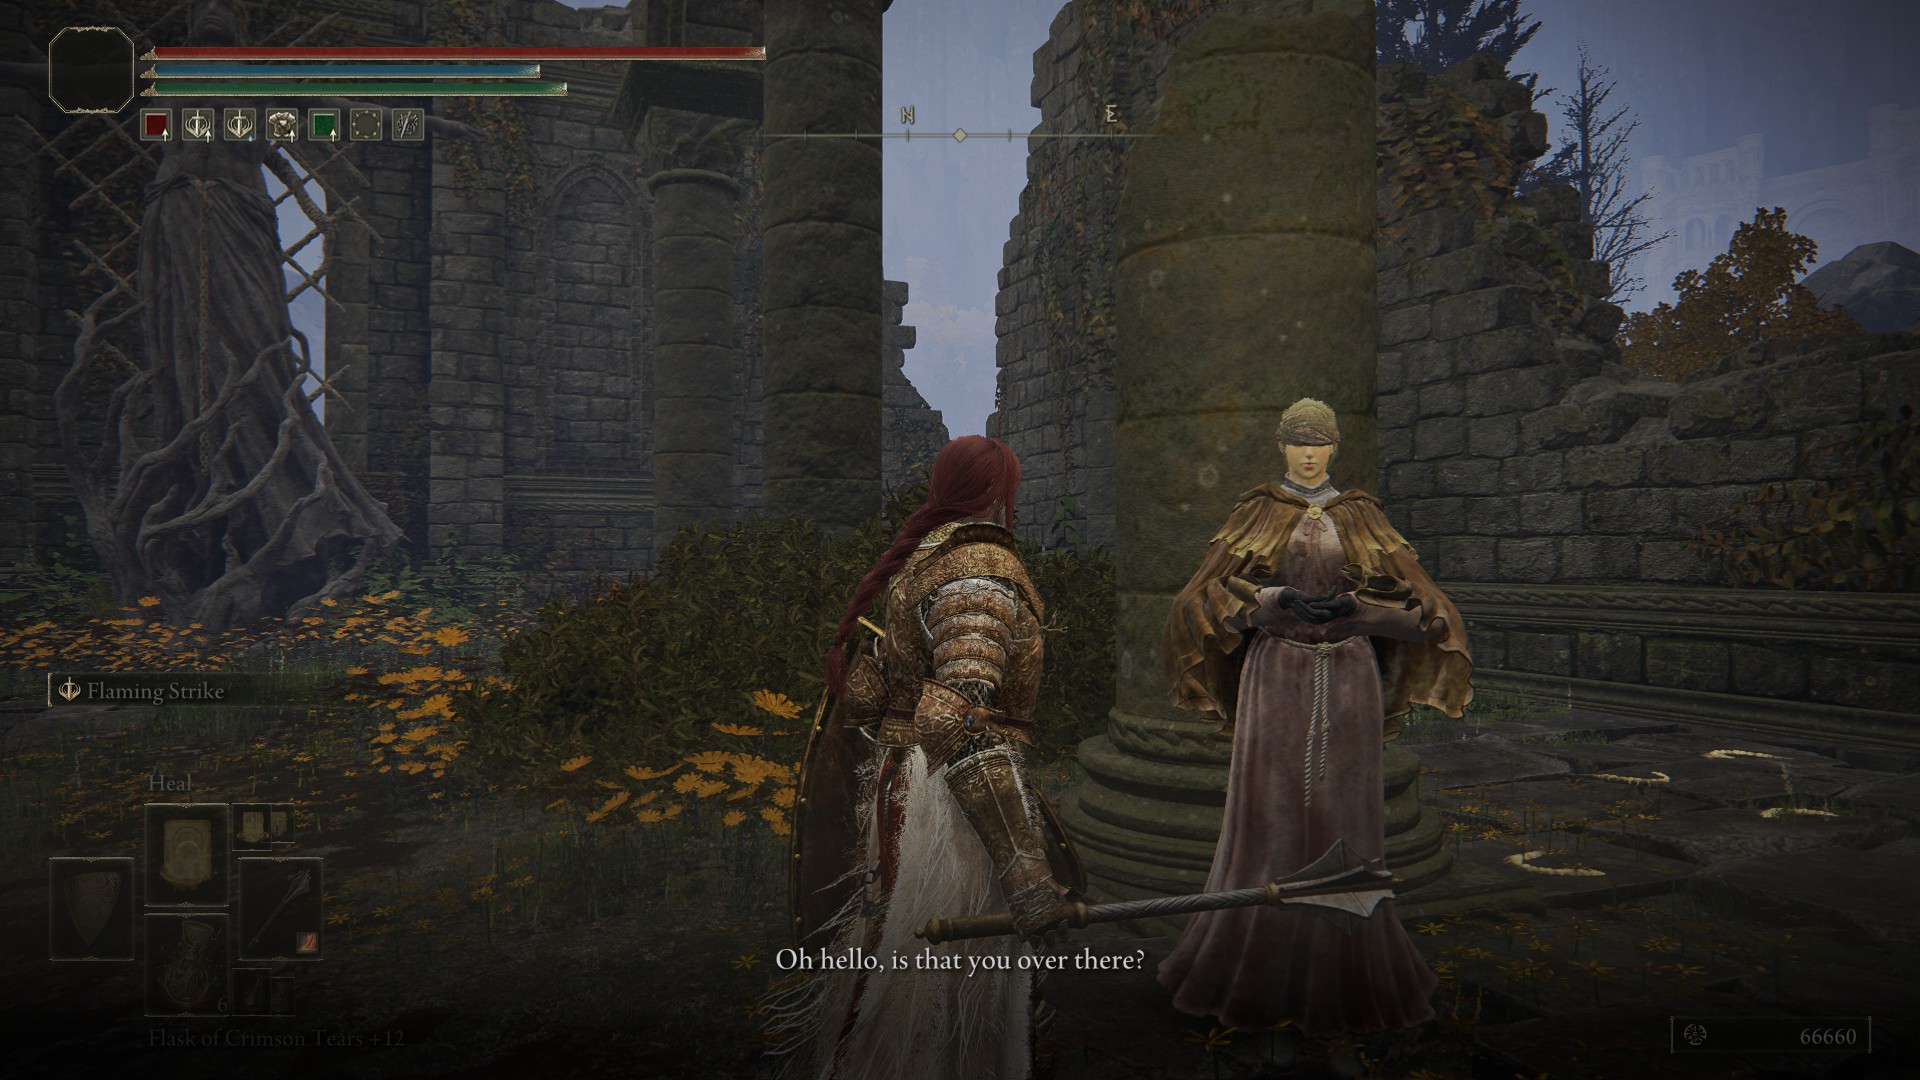 N
E
Flaming Strike
Heal
Oh hello, is that you over there?
6
Flask of Crimson Tears +12
66660